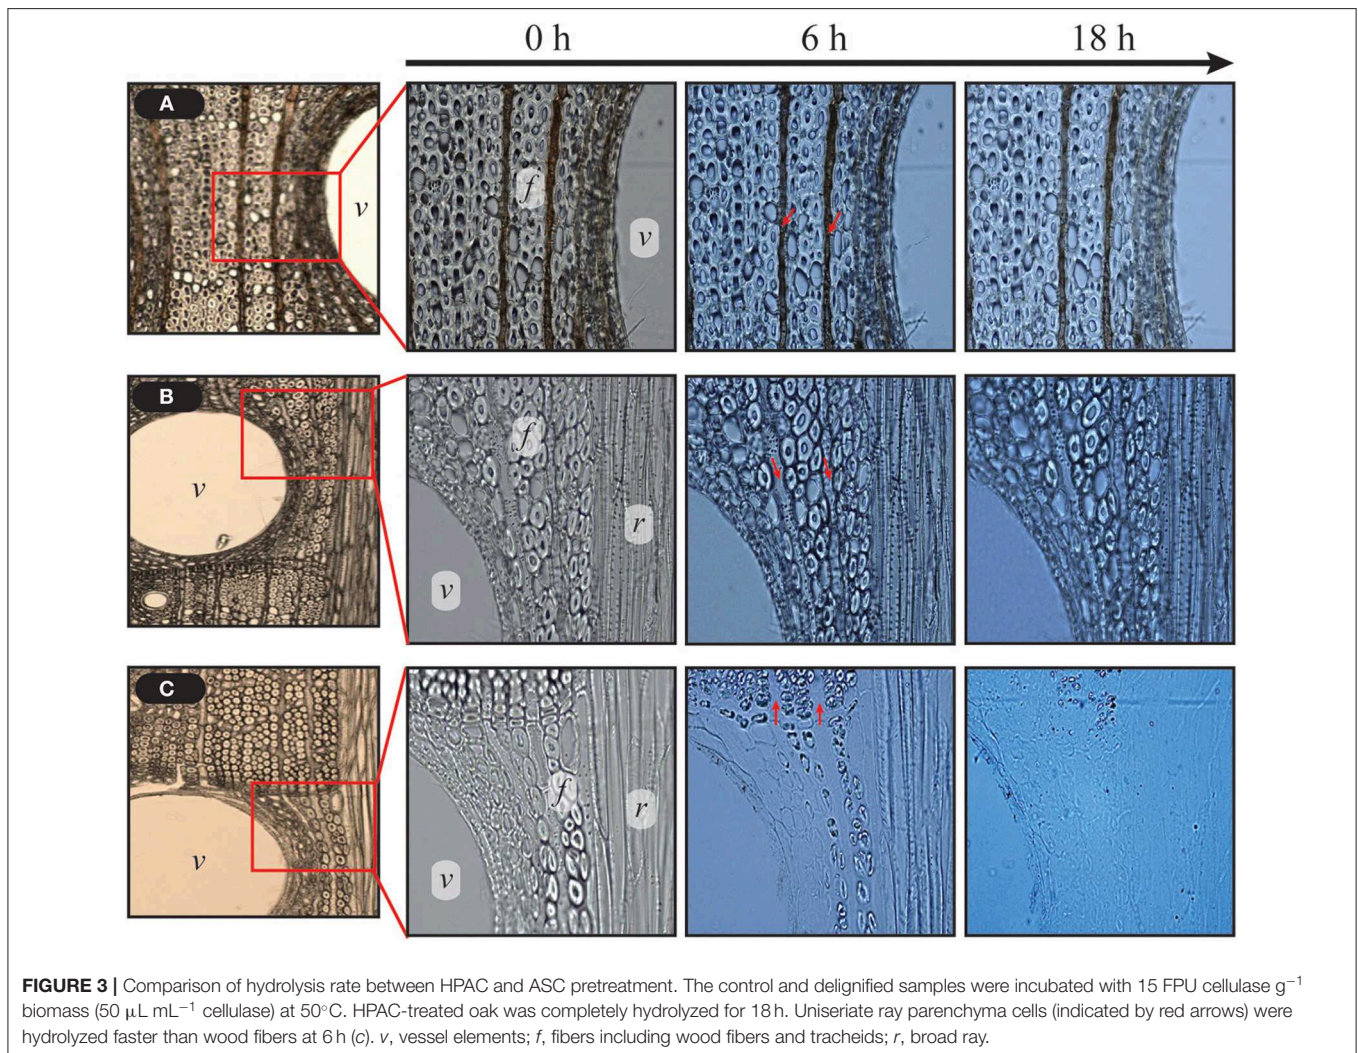 0 h 6 h 18 h
A
v
f
v
B
v
f
r
v
C
v
f
r
v
FIGURE 3 | Comparison of hydrolysis rate between HPAC and ASC pretreatment. The control and delignified samples were incubated with 15 FPU cellulase g⁻¹
biomass (50 μL mL⁻¹ cellulase) at 50°C. HPAC-treated oak was completely hydrolyzed for 18 h. Uniseriate ray parenchyma cells (indicated by red arrows) were
hydrolyzed faster than wood fibers at 6 h (c). v, vessel elements; f, fibers including wood fibers and tracheids; r, broad ray.